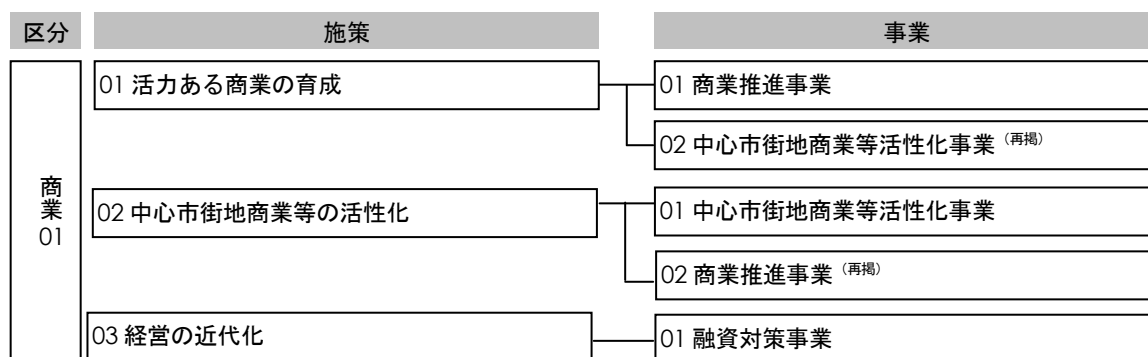 区分
施策
事業
商業
01
01 活力ある商業の育成
01 商業推進事業
02 中心市街地商業等活性化事業（再掲）
02 中心市街地商業等の活性化
01 中心市街地商業等活性化事業
02 商業推進事業（再掲）
03 経営の近代化
01 融資対策事業